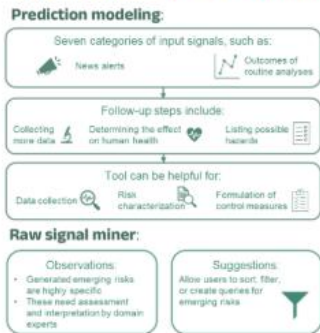 Prediction modeling:
Seven categories of input signals, such as:
News alerts
Outcomes of
routine analyses
Follow-up steps include:
Collecting
more data
Determining the effect
on human health
Listing possible
hazards
Tool can be helpful for:
Data collection
Risk
characterization
Formulation of
control measures
Raw signal miner:
Observations:
• Generated emerging risks
are highly specific
• These need assessment
and interpretation by domain
experts
Suggestions:
Allow users to sort, filter,
or create queries for
emerging risks